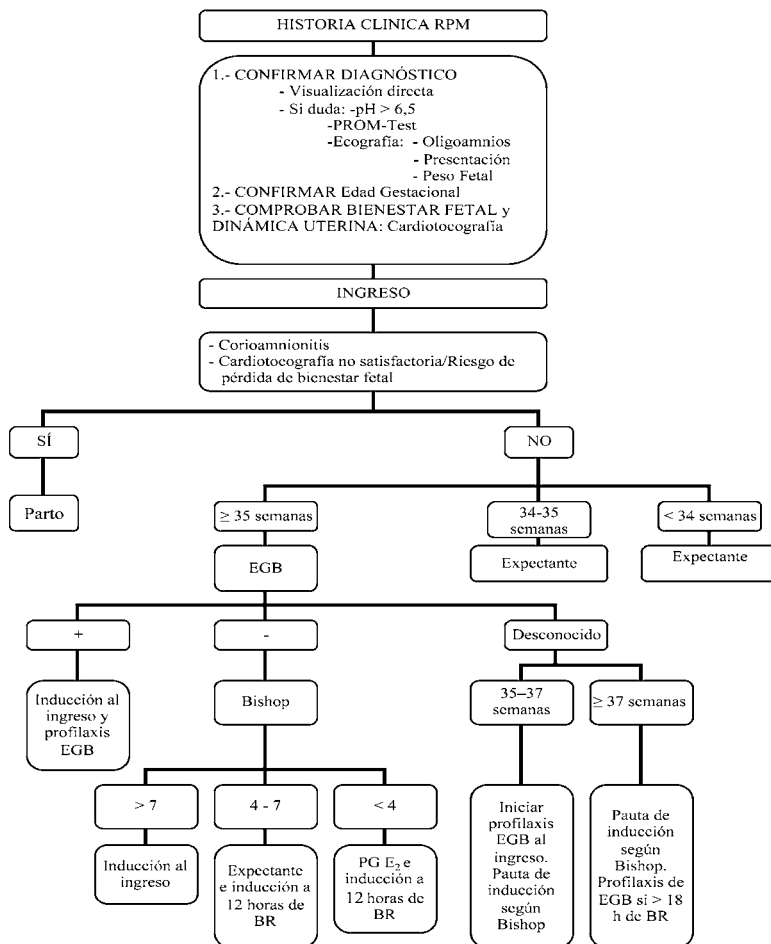 HISTORIA CLINICA RPM
1.- CONFIRMAR DIAGNÓSTICO
- Visualización directa
- Si duda: -pH > 6,5
-PROM-Test
-Ecografía: - Oligoamnios
- Presentación
- Peso Fetal
2.- CONFIRMAR Edad Gestacional
3.- COMPROBAR BIENESTAR FETAL y
DINÁMICA UTERINA: Cardiotocografía
INGRESO
- Corioamnionitis
- Cardiotocografía no satisfactoria/Riesgo de
pérdida de bienestar fetal
SÍ
NO
Parto
≥ 35 semanas
34-35
semanas
< 34 semanas
EGB
Expectante
Expectante
+
-
Desconocido
Inducción al
ingreso y
profilaxis
EGB
Bishop
35–37
semanas
≥ 37 semanas
> 7
4 - 7
< 4
Inducción al
ingreso
Expectante
e inducción a
12 horas de
BR
PG E₂ e
inducción a
12 horas de
BR
Iniciar
profilaxis
EGB al
ingreso.
Pauta de
inducción
según
Bishop
Pauta de
inducción
según
Bishop.
Profilaxis de
EGB si > 18
h de BR